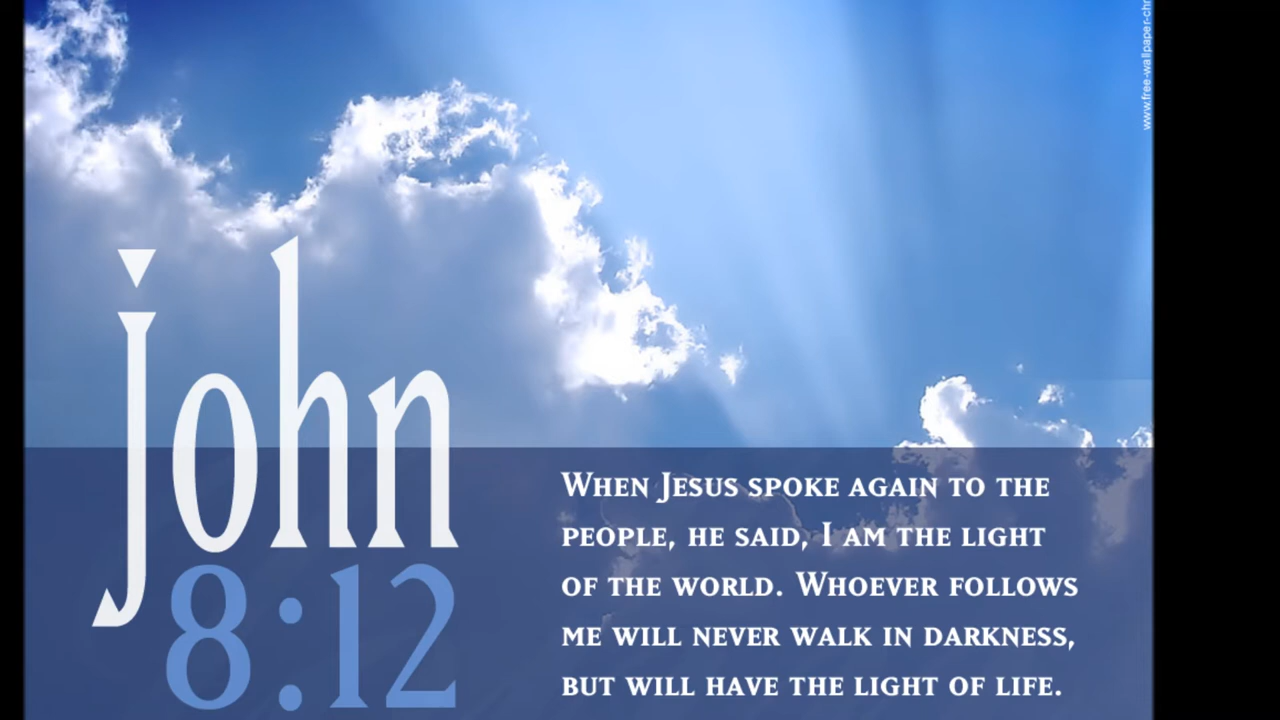 www.free-wallpaper-chr
john
8:12
When Jesus spoke again to the
people, he said, I am the light
of the world. Whoever follows
me will never walk in darkness,
but will have the light of life.